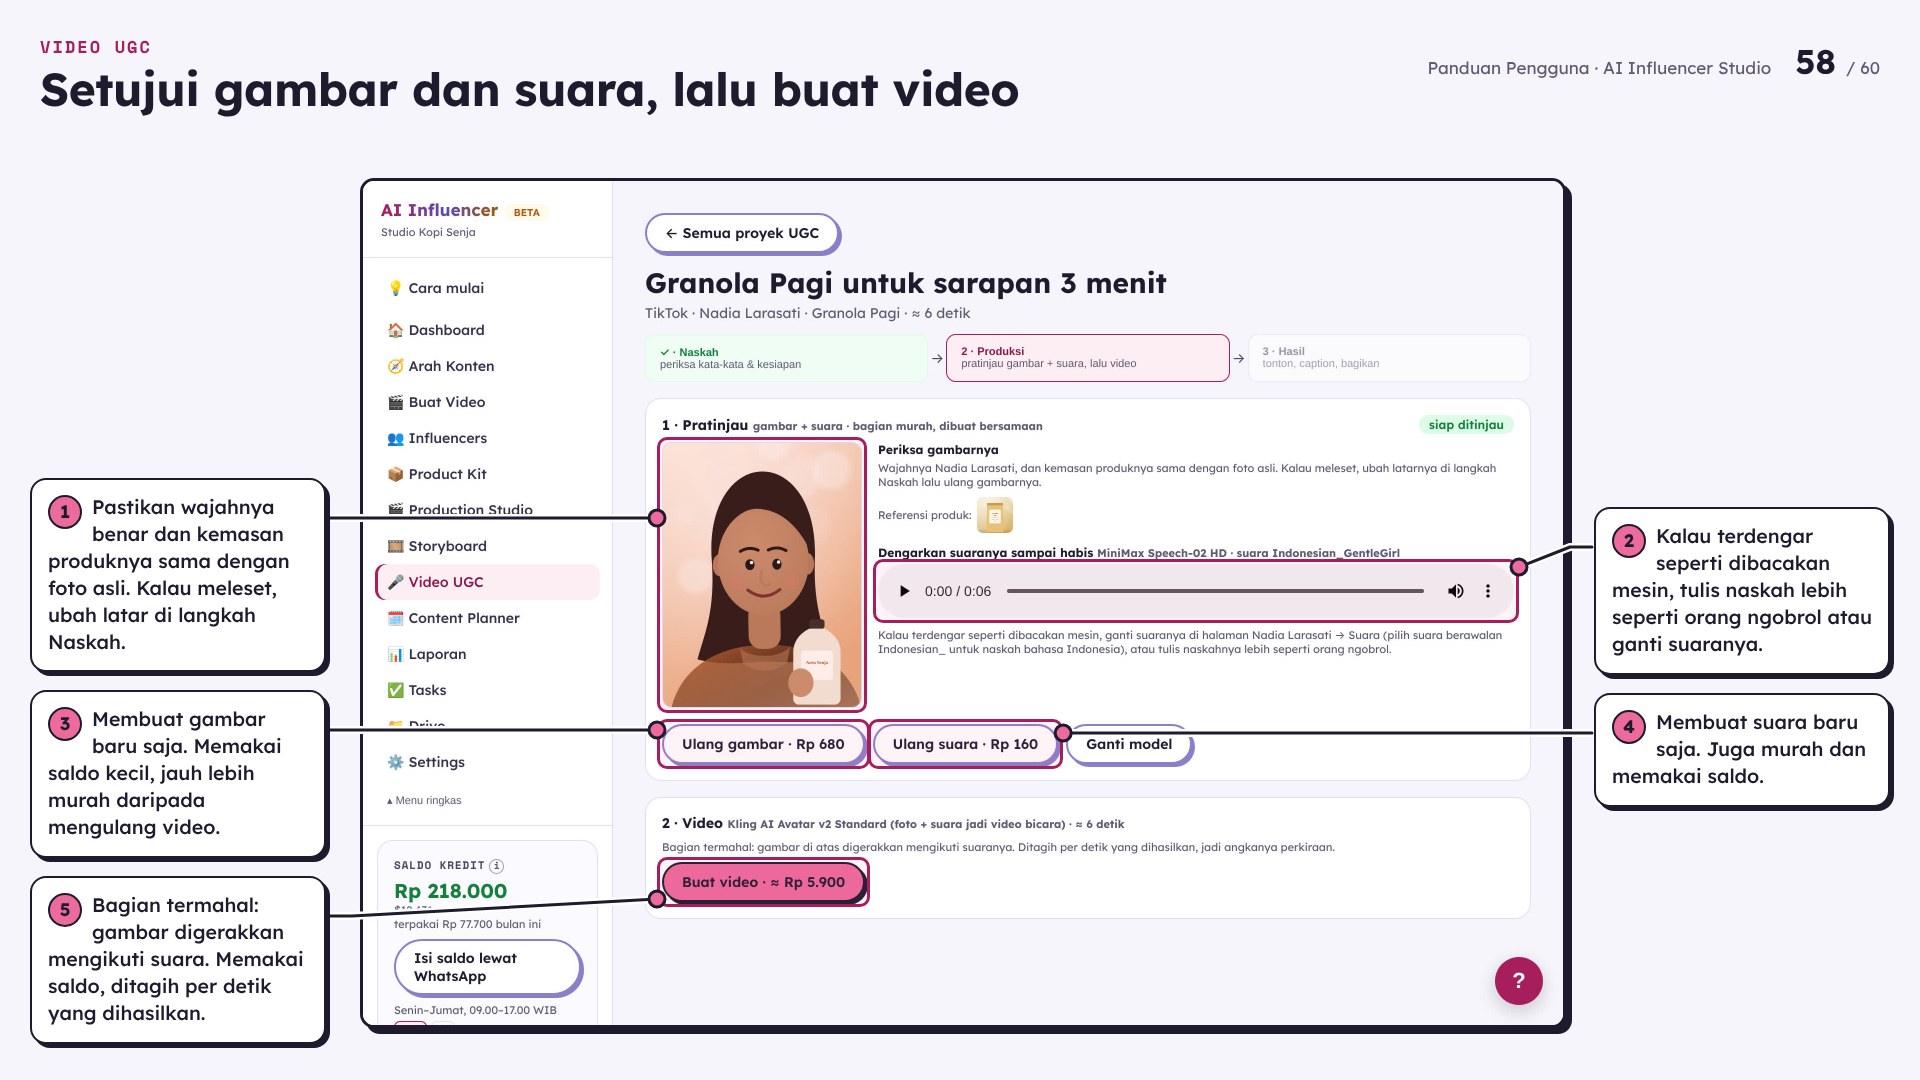 VIDEO UGC
Setujui gambar dan suara, lalu buat video
Panduan Pengguna · AI Influencer Studio 58 / 60
AI Influencer BETA
Studio Kopi Senja
💡 Cara mulai
🏠 Dashboard
🧭 Arah Konten
🎬 Buat Video
👥 Influencers
📦 Product Kit
🎬 Production Studio
🎞️ Storyboard
🎤 Video UGC
🗓️ Content Planner
📊 Laporan
✅ Tasks
📁 Drive
⚙️ Settings
▴ Menu ringkas
SALDO KREDIT i
Rp 218.000
terpakai Rp 77.700 bulan ini
Isi saldo lewat
WhatsApp
Senin–Jumat, 09.00–17.00 WIB
← Semua proyek UGC
Granola Pagi untuk sarapan 3 menit
TikTok · Nadia Larasati · Granola Pagi · ≈ 6 detik
✓ · Naskah
periksa kata-kata & kesiapan
→
2 · Produksi
pratinjau gambar + suara, lalu video
→
3 · Hasil
tonton, caption, bagikan
1 · Pratinjau gambar + suara · bagian murah, dibuat bersamaan
siap ditinjau
Periksa gambarnya
Wajahnya Nadia Larasati, dan kemasan produknya sama dengan foto asli. Kalau meleset, ubah latarnya di langkah
Naskah lalu ulang gambarnya.
Referensi produk:
Dengarkan suaranya sampai habis MiniMax Speech-02 HD · suara Indonesian_GentleGirl
0:00 / 0:06
Kalau terdengar seperti dibacakan mesin, ganti suaranya di halaman Nadia Larasati → Suara (pilih suara berawalan
Indonesian_ untuk naskah bahasa Indonesia), atau tulis naskahnya lebih seperti orang ngobrol.
Ulang gambar · Rp 680
Ulang suara · Rp 160
Ganti model
2 · Video Kling AI Avatar v2 Standard (foto + suara jadi video bicara) · ≈ 6 detik
Bagian termahal: gambar di atas digerakkan mengikuti suaranya. Ditagih per detik yang dihasilkan, jadi angkanya perkiraan.
Buat video · ≈ Rp 5.900
?
1 Pastikan wajahnya
benar dan kemasan
produknya sama dengan
foto asli. Kalau meleset,
ubah latar di langkah
Naskah.
2 Kalau terdengar
seperti dibacakan
mesin, tulis naskah lebih
seperti orang ngobrol atau
ganti suaranya.
3 Membuat gambar
baru saja. Memakai
saldo kecil, jauh lebih
murah daripada
mengulang video.
4 Membuat suara baru
saja. Juga murah dan
memakai saldo.
5 Bagian termahal:
gambar digerakkan
mengikuti suara. Memakai
saldo, ditagih per detik
yang dihasilkan.